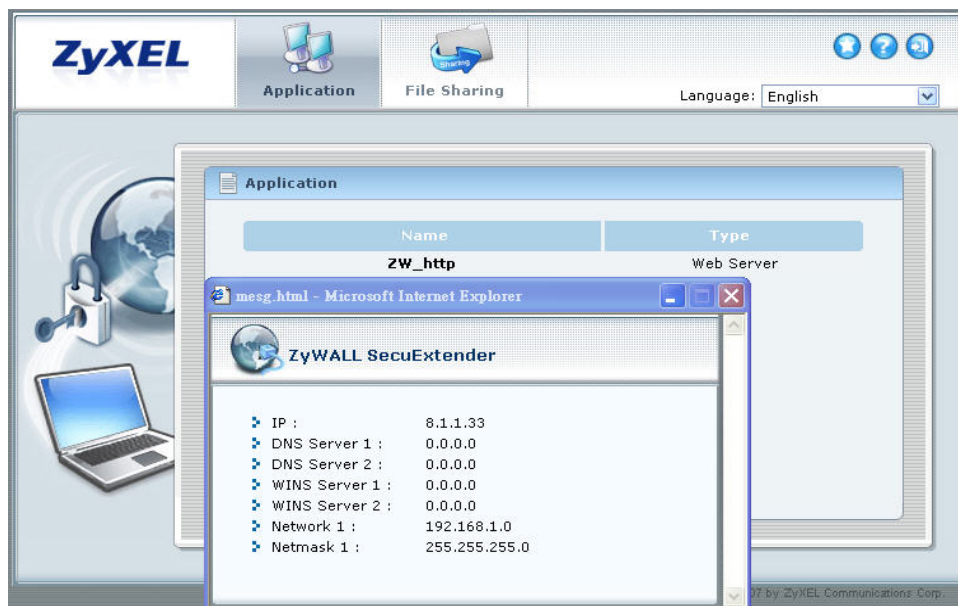 ZyXEL
Application
File Sharing
Sharing
Language: English
Application
Name Type
ZW_http Web Server
mesg.html - Microsoft Internet Explorer
ZyWALL SecuExtender
IP : 8.1.1.33
DNS Server 1 : 0.0.0.0
DNS Server 2 : 0.0.0.0
WINS Server 1 : 0.0.0.0
WINS Server 2 : 0.0.0.0
Network 1 : 192.168.1.0
Netmask 1 : 255.255.255.0
07 by ZyXEL Communications Corp.